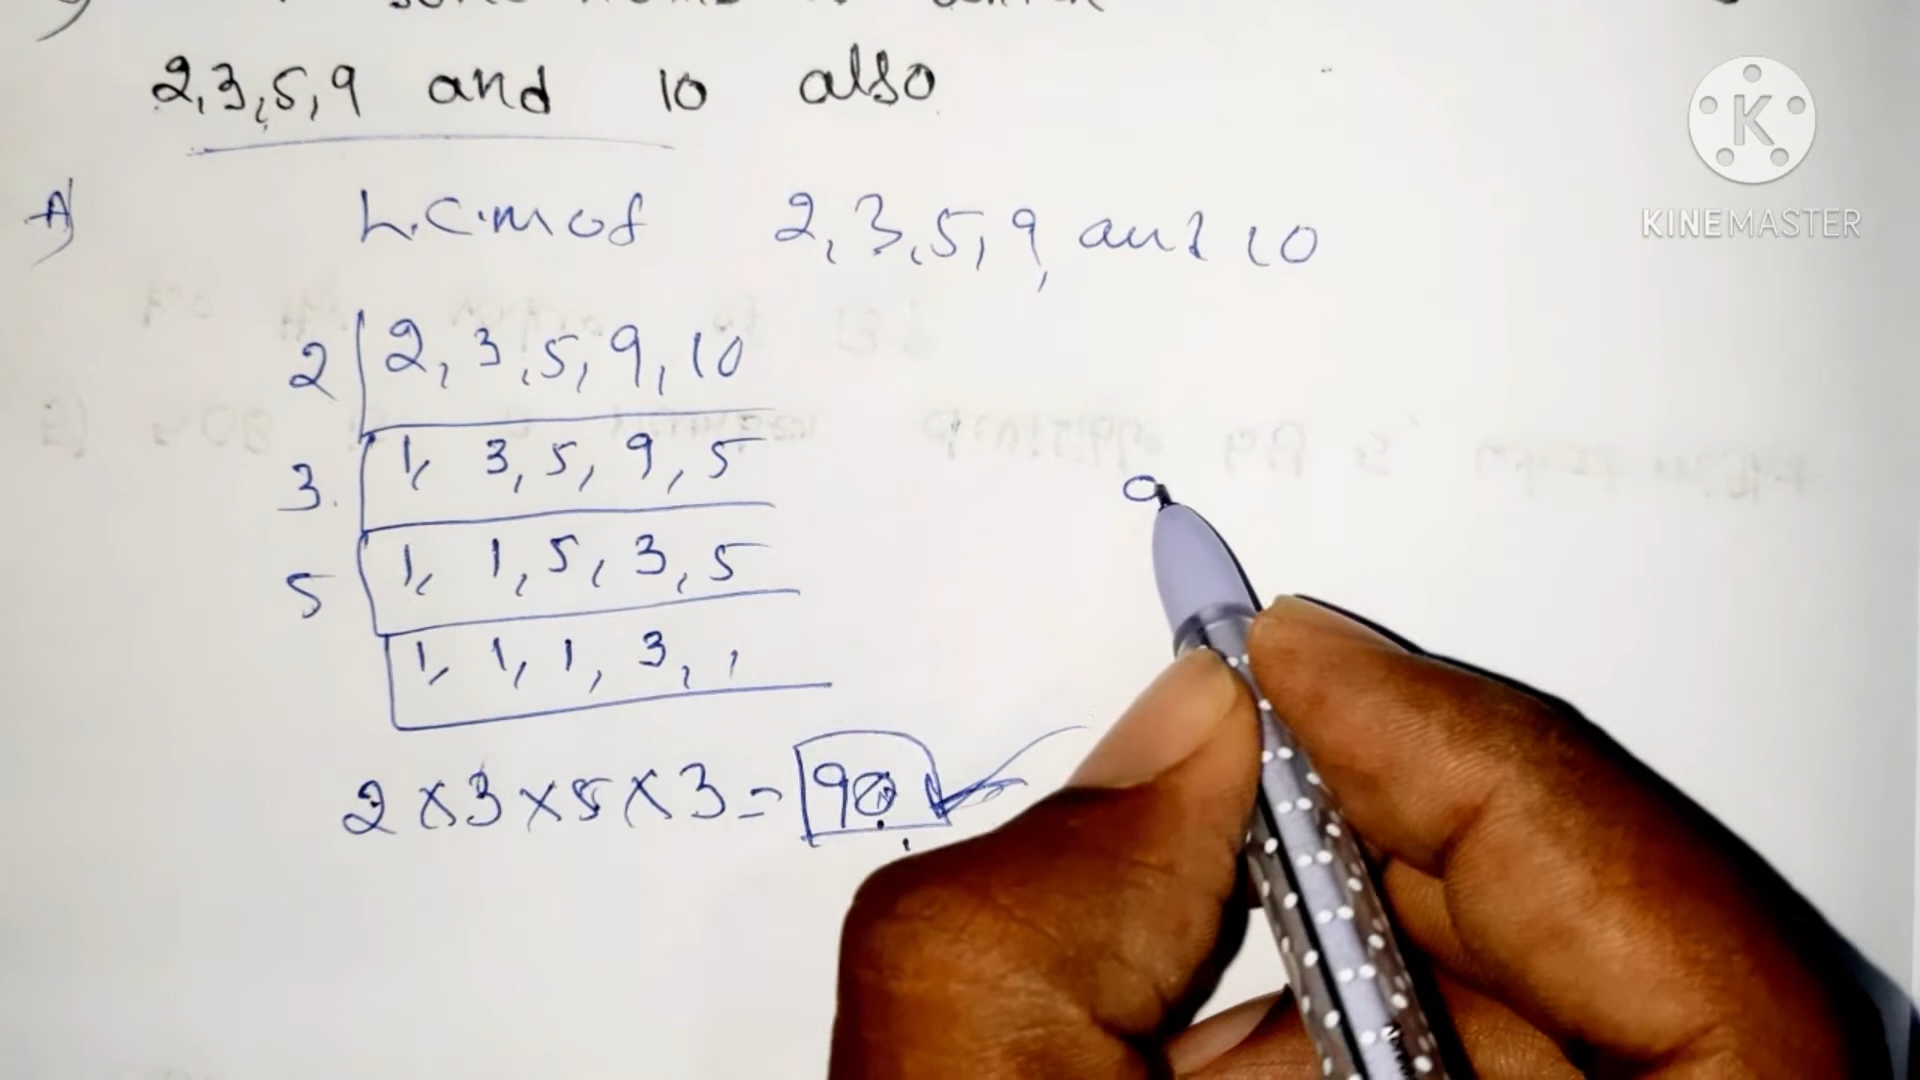 2,3,5,9 and 10 also
A)
L.C.M of 2,3,5,9, and 10
2 | 2, 3, 5, 9, 10
3. | 1, 3, 5, 9, 5
5 | 1, 1, 5, 3, 5
1, 1, 1, 3, 1
2×3×5×3=90
K
KINEMASTER